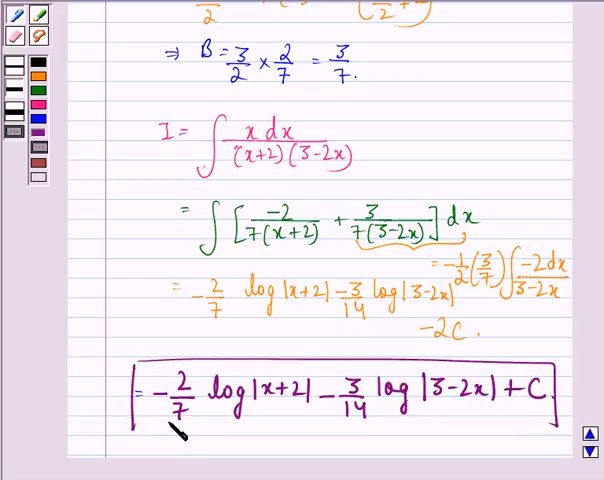 2 2
⇒ B = 3/2 × 2/7 = 3/7.
I = ∫ x dx / (x+2)(3-2x)
= ∫ [ -2 / 7(x+2) + 3 / 7(3-2x) ] dx
= -1/2 (3/7) ∫ -2dx / 3-2x
= -2/7 log|x+2| - 3/14 log|3-2x|
-2C.
= -2/7 log|x+2| - 3/14 log|3-2x| + C.